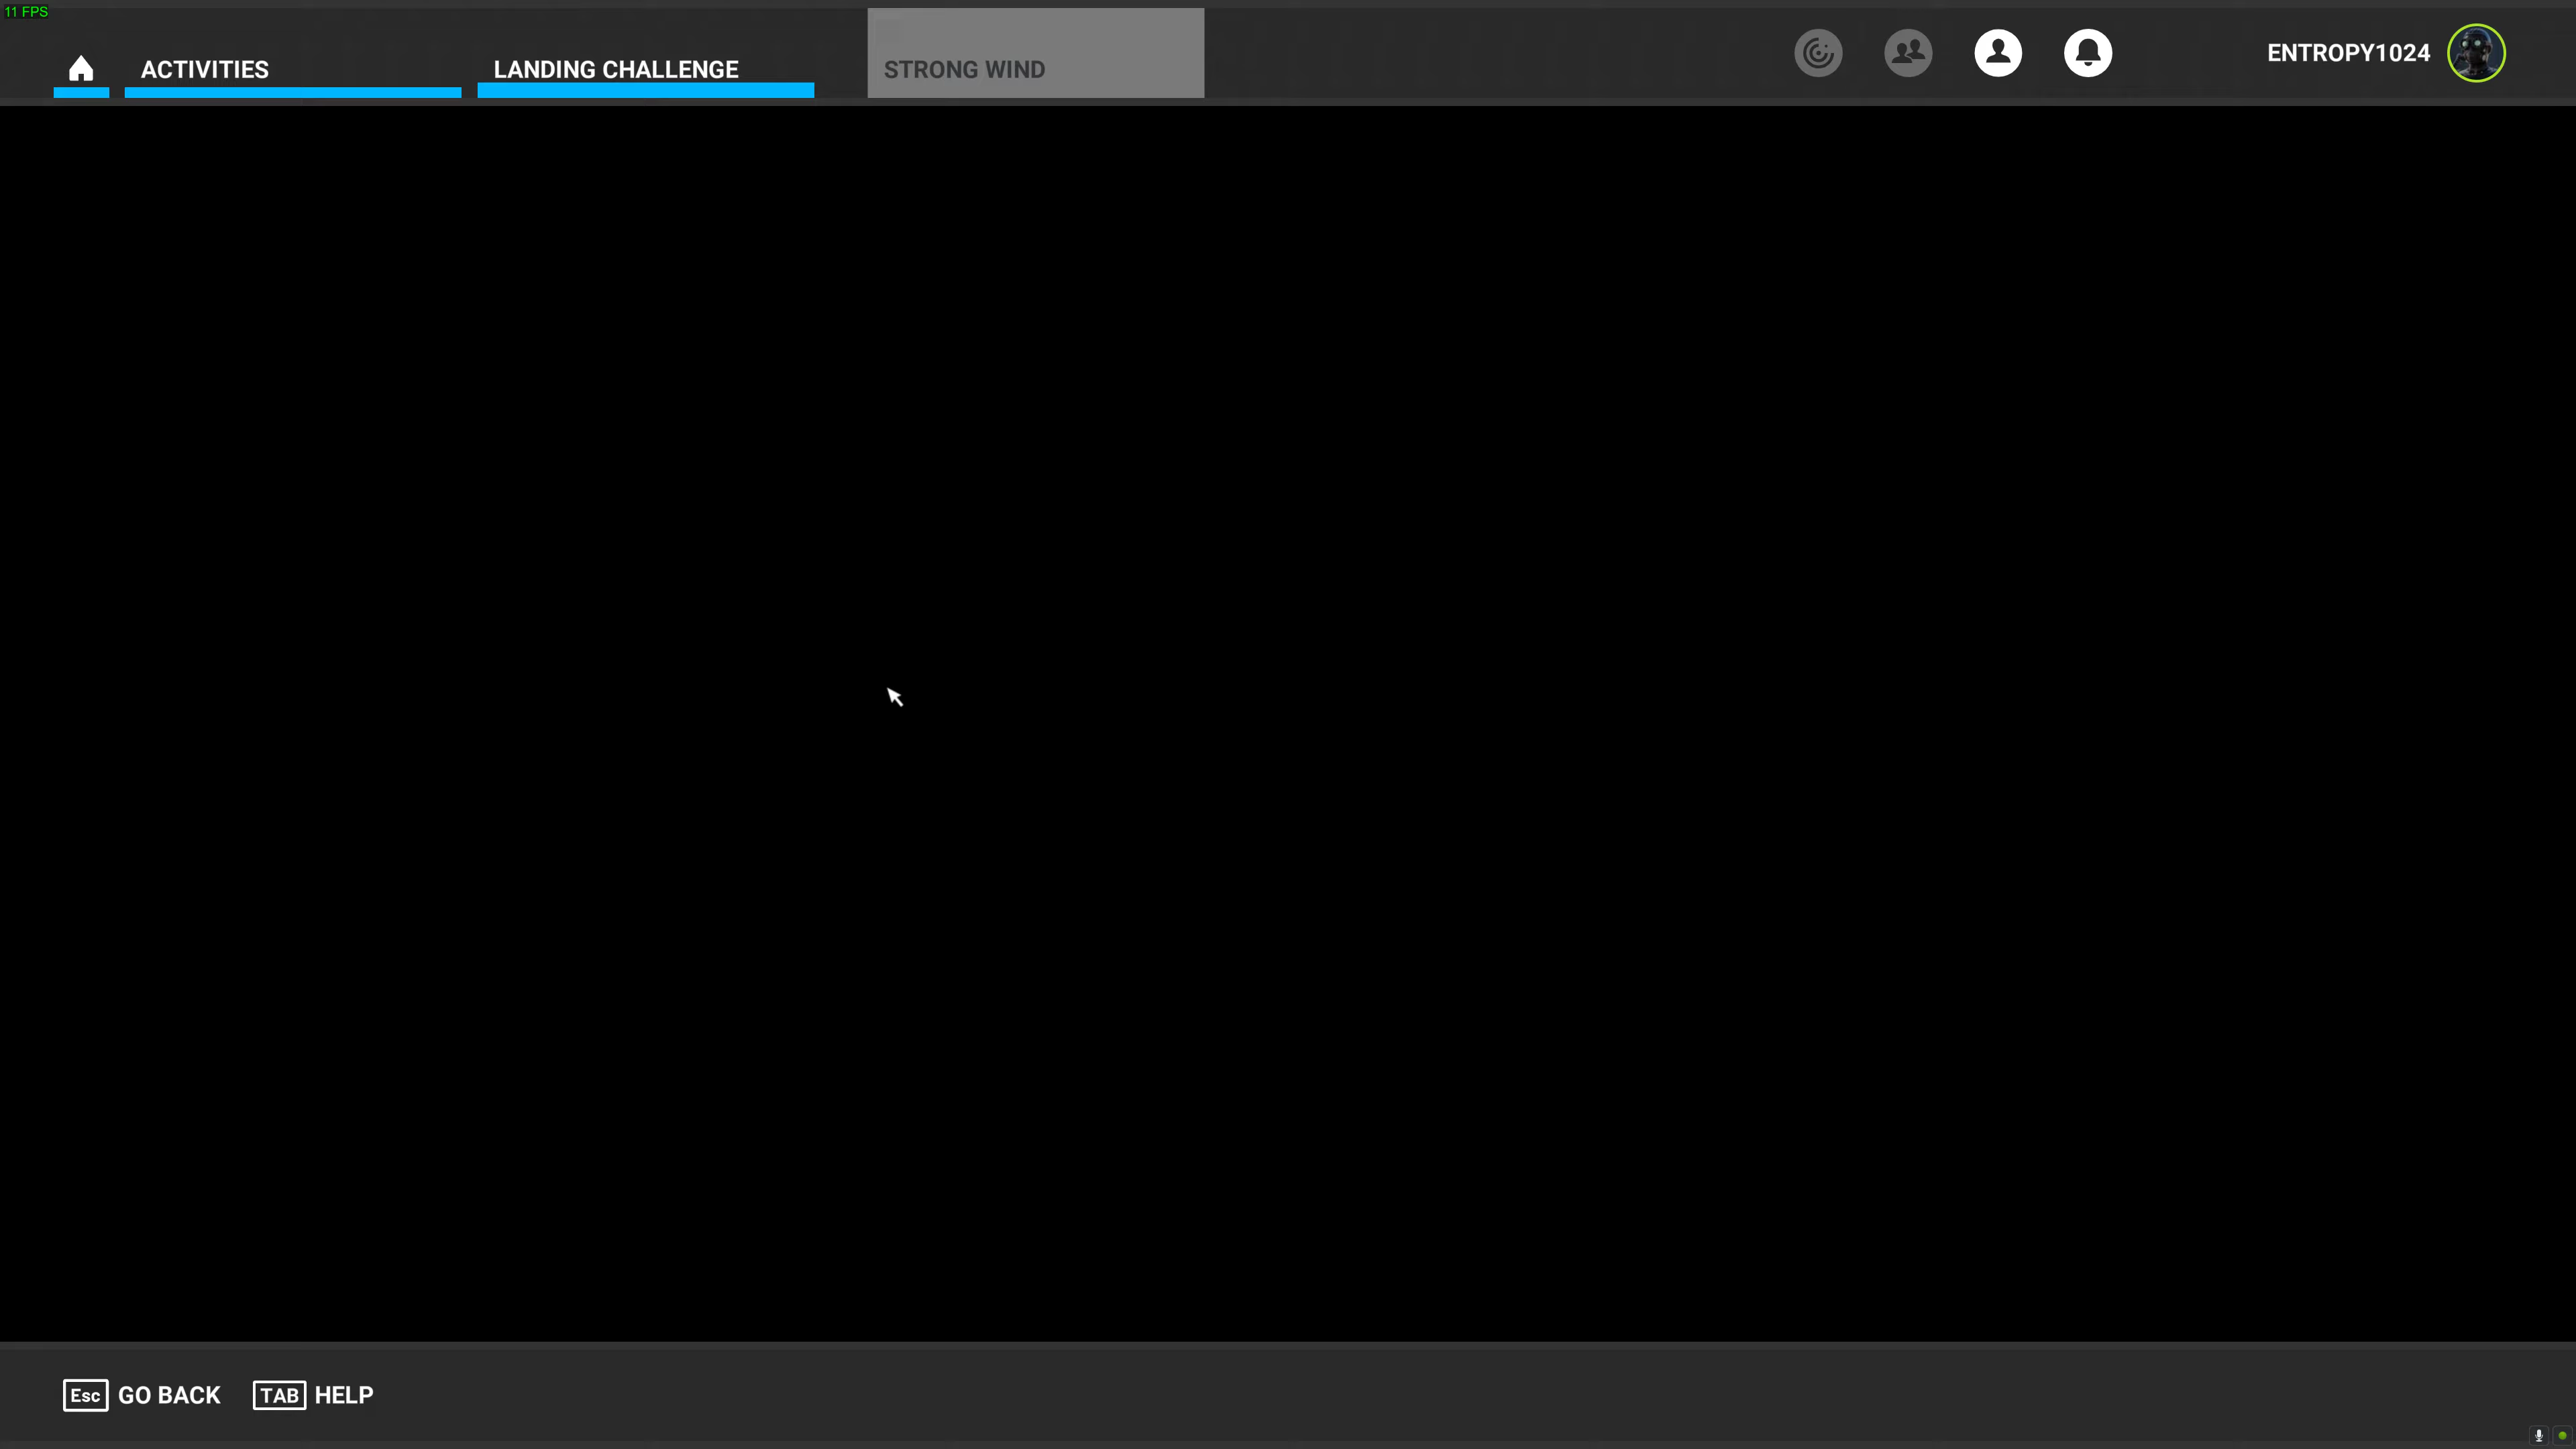 11 FPS
ACTIVITIES
LANDING CHALLENGE
STRONG WIND
ENTROPY1024
Esc GO BACK TAB HELP